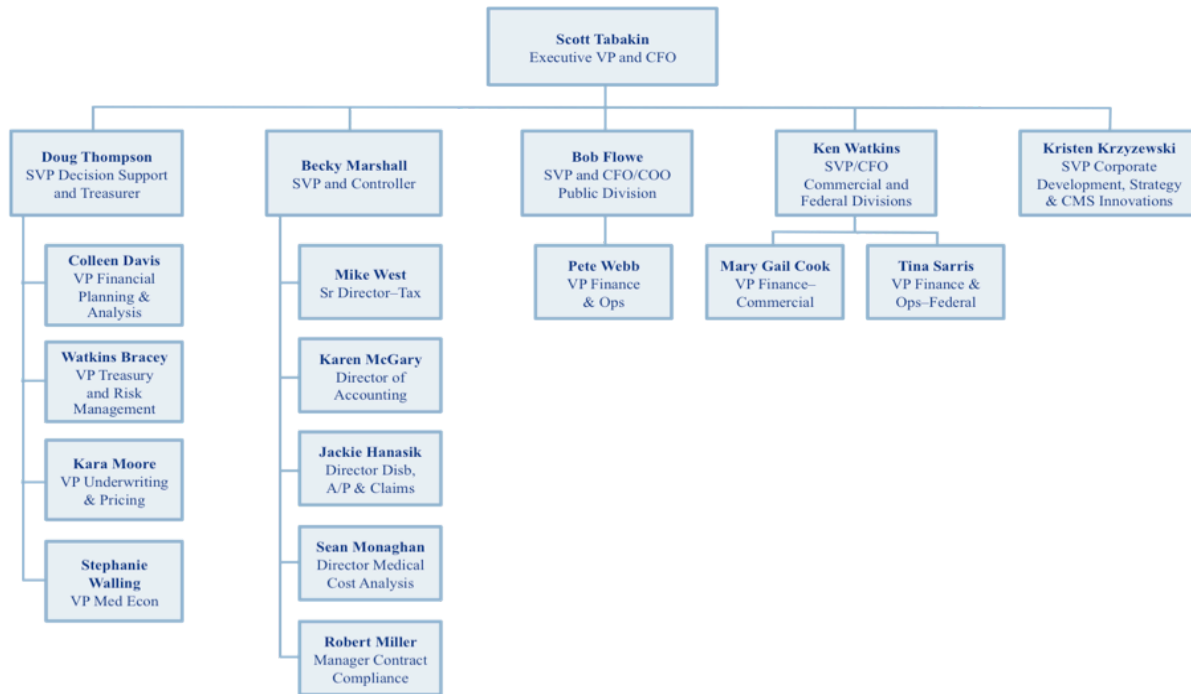 Scott Tabakin
Executive VP and CFO
Doug Thompson
SVP Decision Support
and Treasurer
Becky Marshall
SVP and Controller
Bob Flowe
SVP and CFO/COO
Public Division
Ken Watkins
SVP/CFO
Commercial and
Federal Divisions
Kristen Krzyzewski
SVP Corporate
Development, Strategy
& CMS Innovations
Colleen Davis
VP Financial
Planning &
Analysis
Watkins Bracey
VP Treasury
and Risk
Management
Kara Moore
VP Underwriting
& Pricing
Stephanie
Walling
VP Med Econ
Mike West
Sr Director–Tax
Karen McGary
Director of
Accounting
Jackie Hanasik
Director Disb,
A/P & Claims
Sean Monaghan
Director Medical
Cost Analysis
Robert Miller
Manager Contract
Compliance
Pete Webb
VP Finance
& Ops
Mary Gail Cook
VP Finance–
Commercial
Tina Sarris
VP Finance &
Ops–Federal